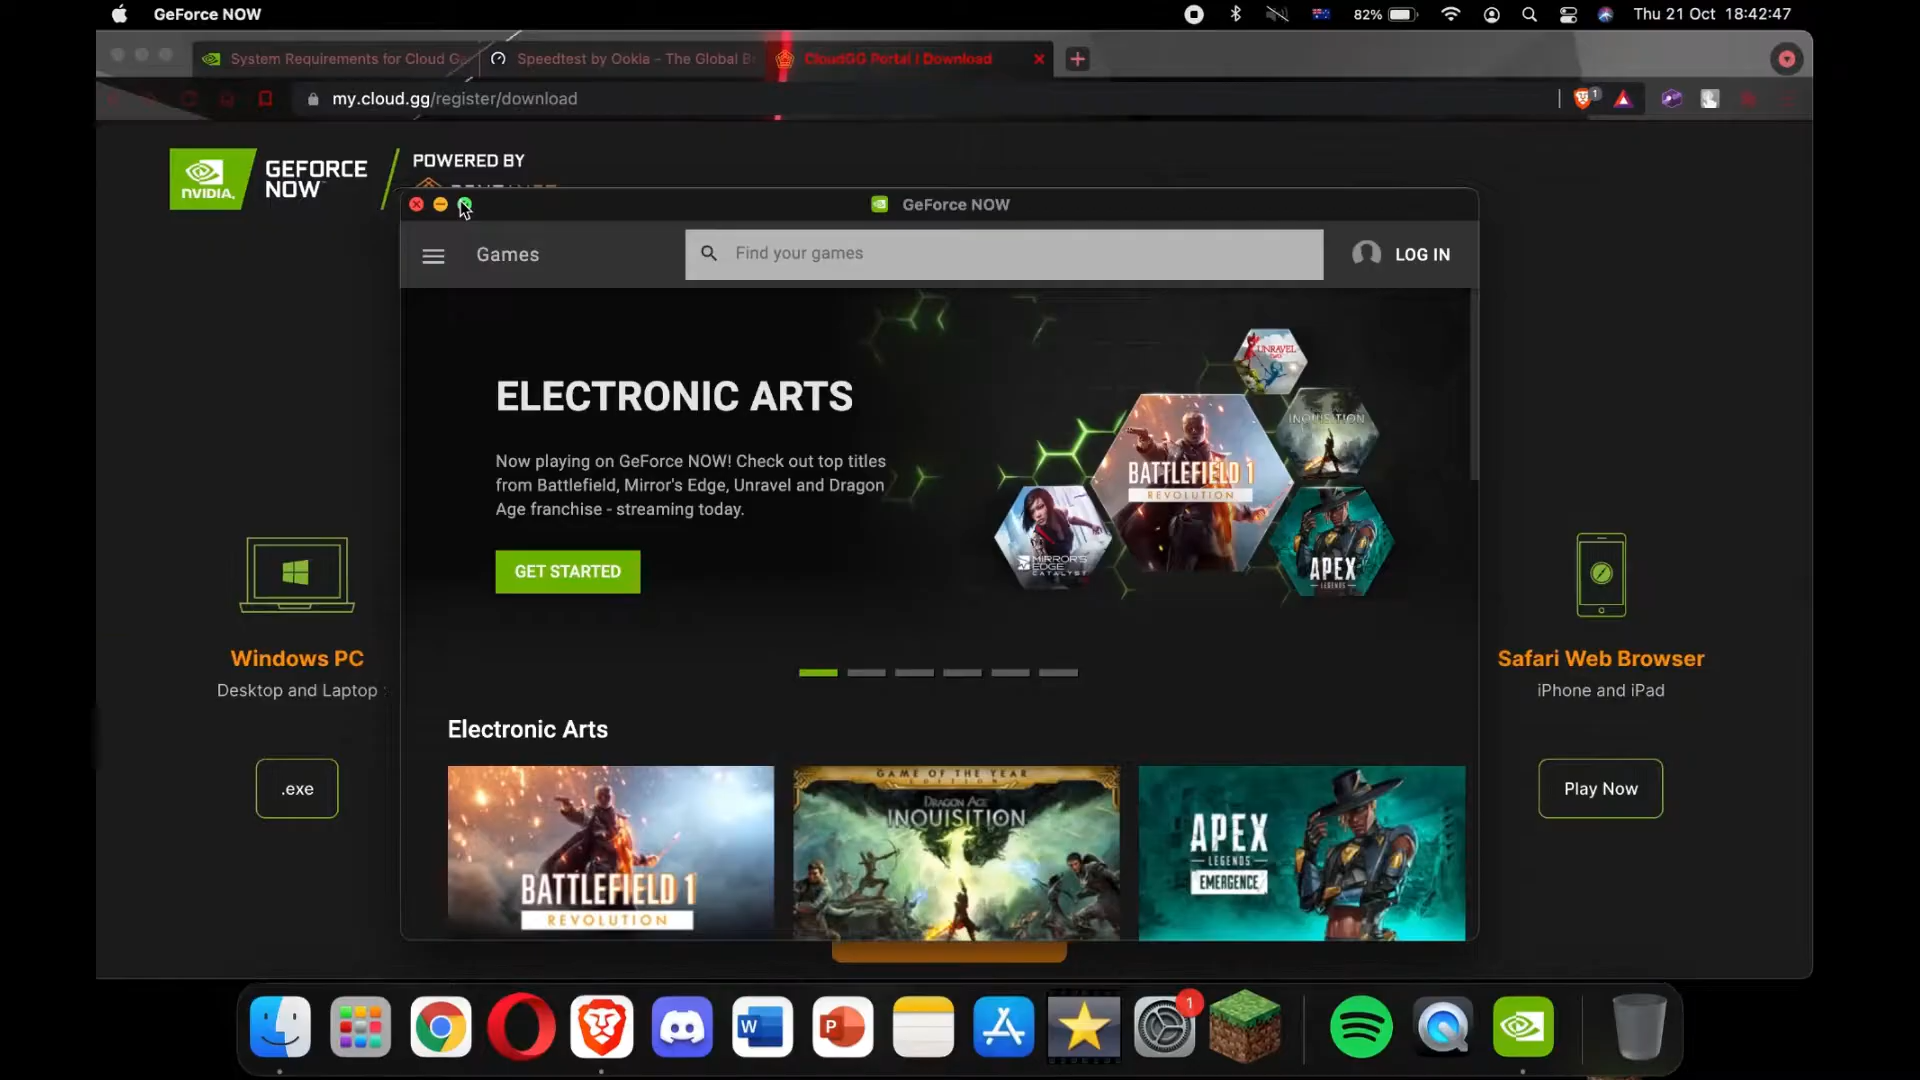 GeForce NOW
82%
Thu 21 Oct 18:42:47
System Requirements for Cloud G
Speedtest by Ookla - The Global B
CloudGG Portal | Download
my.cloud.gg/register/download
1
NVIDIA.
GEFORCE
NOW
POWERED BY
GeForce NOW
Games
Find your games
LOG IN
ELECTRONIC ARTS
Now playing on GeForce NOW! Check out top titles
from Battlefield, Mirror's Edge, Unravel and Dragon
Age franchise - streaming today.
GET STARTED
UNRAVEL
INQUISITION
BATTLEFIELD 1
REVOLUTION
MIRROR'S
EDGE
CATALYST
APEX
LEGENDS
Windows PC
Desktop and Laptop
.exe
Safari Web Browser
iPhone and iPad
Play Now
Electronic Arts
BATTLEFIELD 1
REVOLUTION
GAME OF THE YEAR
DRAGON AGE
INQUISITION
APEX
LEGENDS
EMERGENCE
W
P
1